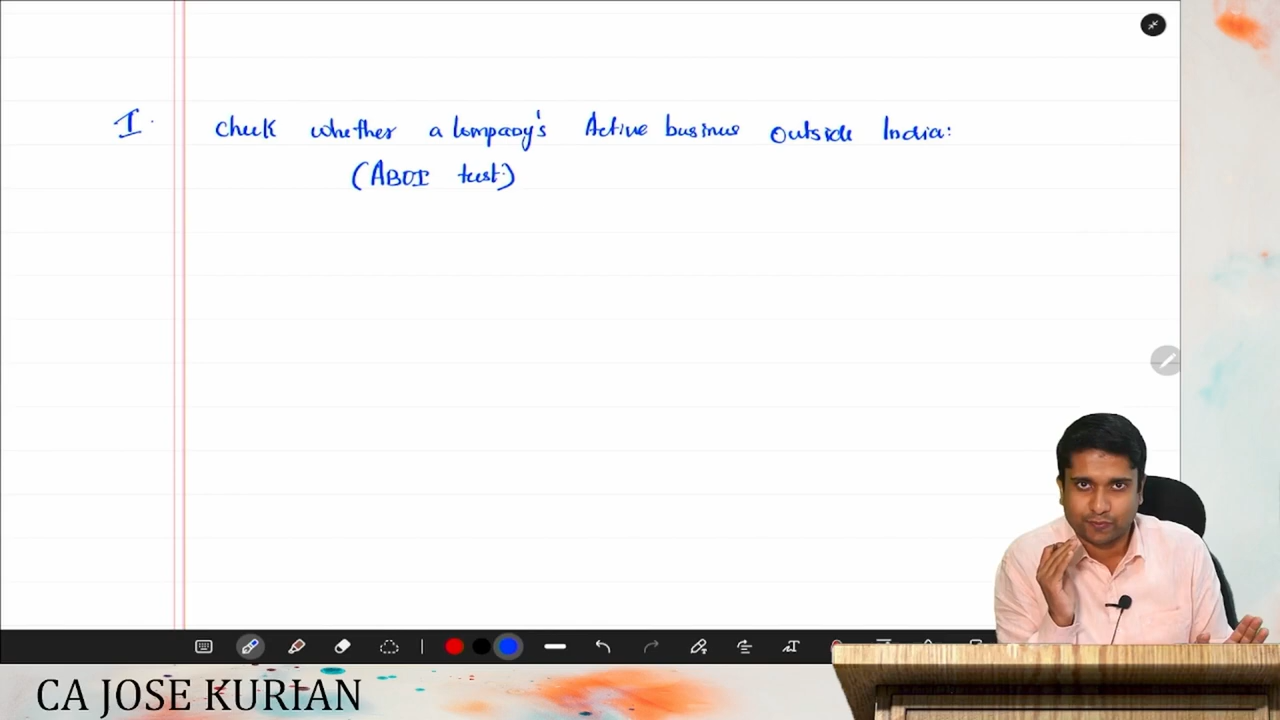 I. Check whether a Company's Active business outside India:
(ABOI test)
CA JOSE KURIAN